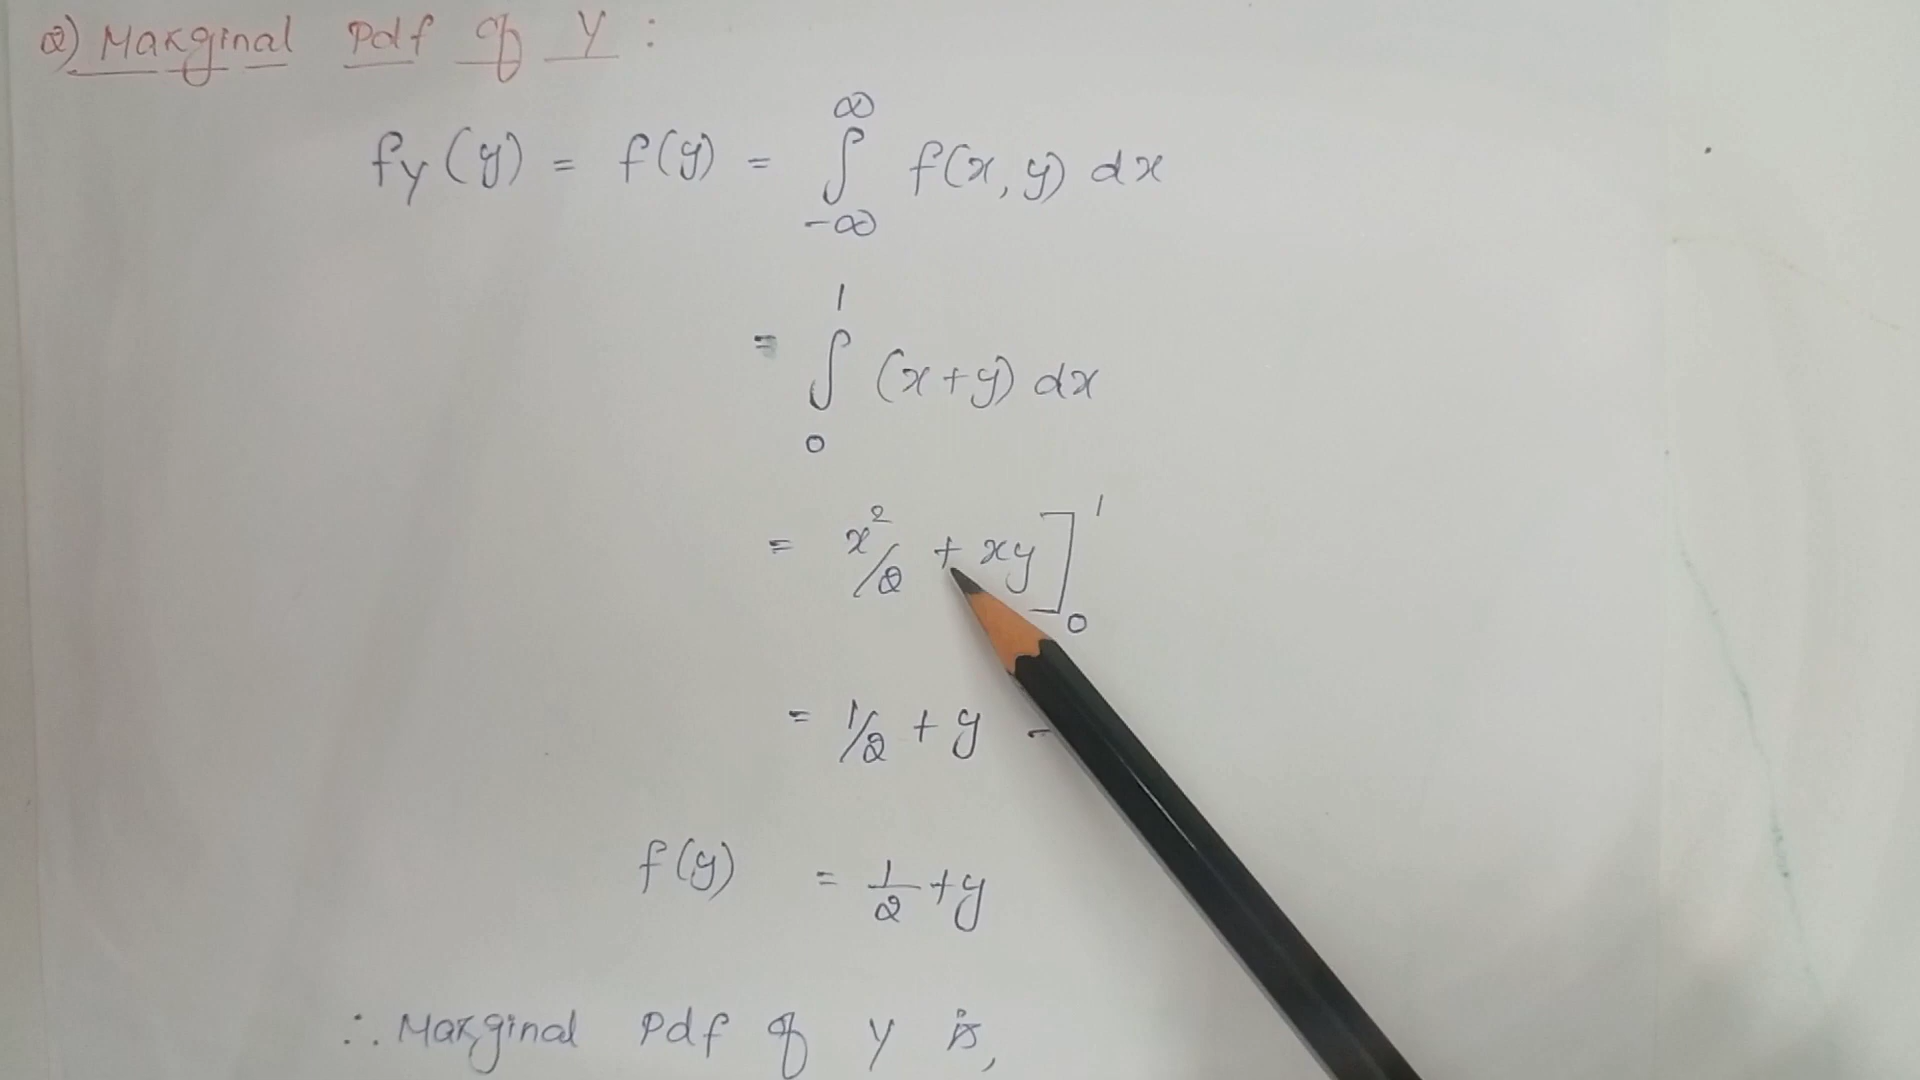 2) Marginal Pdf of Y :
fY(y) = f(y) = ∫_{-∞}^{∞} f(x, y) dx
= ∫_{0}^{1} (x+y) dx
= x²/2 + xy]_{0}^{1}
= 1/2 + y -
f(y) = 1/2 + y
∴ Marginal Pdf of Y is,